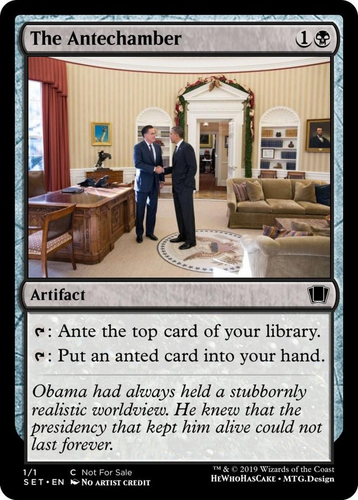 The Antechamber 1
Artifact
: Ante the top card of your library.
: Put an anted card into your hand.
Obama had always held a stubbornly
realistic worldview. He knew that the
presidency that kept him alive could not
last forever.
1/1 C Not For Sale
SET • EN No Artist Credit
™ & © 2019 Wizards of the Coast
HeWhoHasCake • MTG.Design